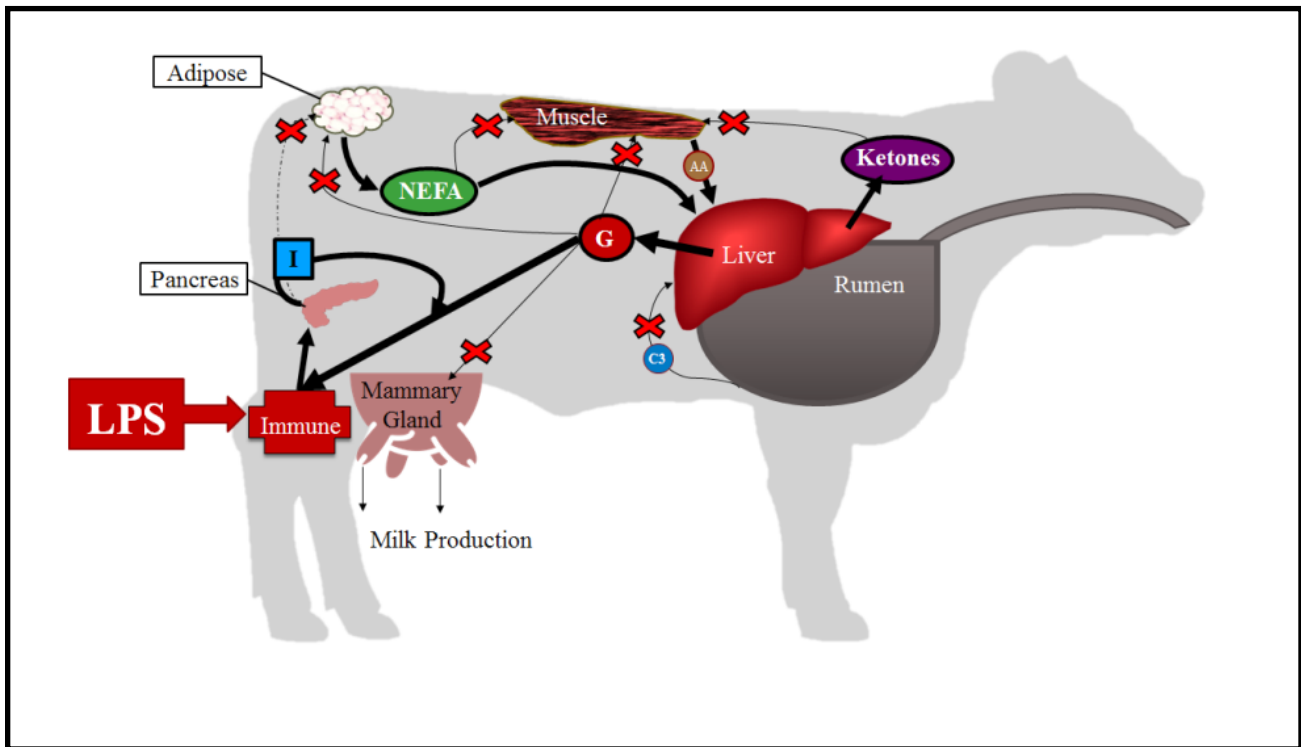 Adipose
Muscle
AA
Ketones
NEFA
G
Liver
I
Pancreas
Rumen
C3
LPS
Immune
Mammary
Gland
Milk Production